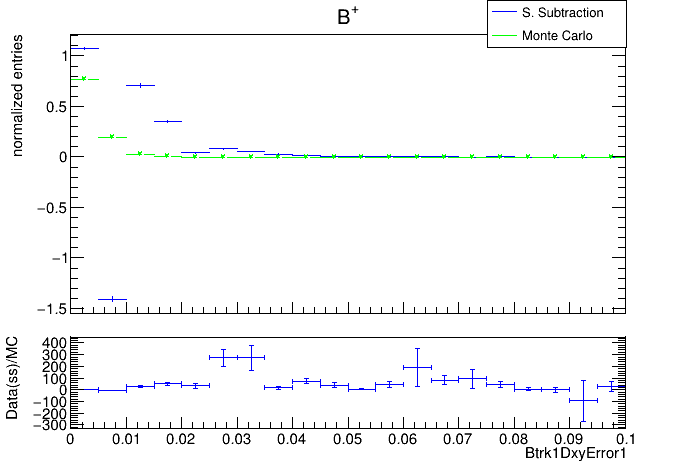 B+
S. Subtraction
Monte Carlo
normalized entries
1
0.5
0
−0.5
−1
−1.5
Data(ss)/MC
400
300
200
100
0
−100
−200
−300
0 0.01 0.02 0.03 0.04 0.05 0.06 0.07 0.08 0.09 0.1
Btrk1DxyError1